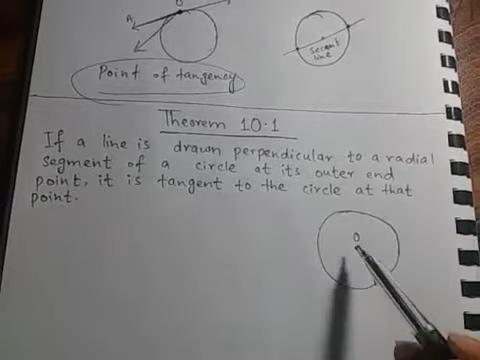 O
A
secant
line
Point of tangency
Theorem 10.1
If a line is drawn perpendicular to a radial
segment of a circle at its outer end
point, it is tangent to the circle at that
point.
O